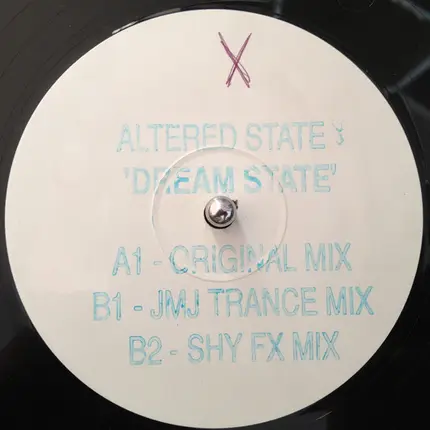 X
ALTERED STATE
'DREAM STATE'
A1 - ORIGINAL MIX
B1 - JMJ TRANCE MIX
B2 - SHY FX MIX